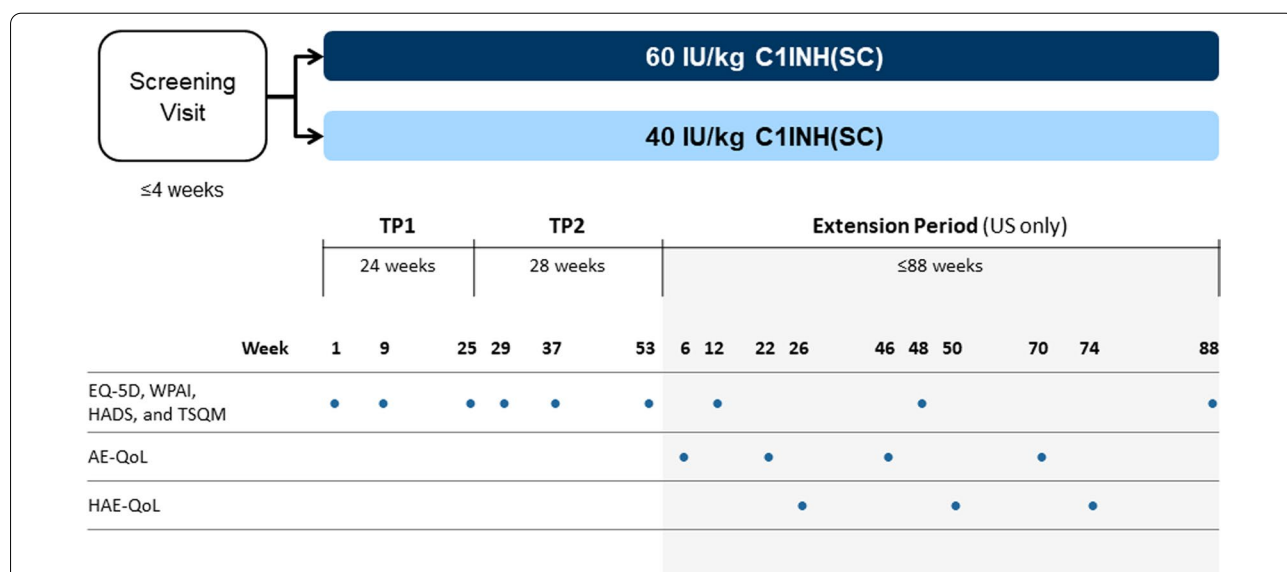 60 IU/kg C1INH(SC)
Screening
Visit
40 IU/kg C1INH(SC)
≤4 weeks
TP1 TP2 Extension Period (US only)
24 weeks 28 weeks ≤88 weeks
Week 1 9 25 29 37 53 6 12 22 26 46 48 50 70 74 88
EQ-5D, WPAI,
HADS, and TSQM
AE-QoL
HAE-QoL